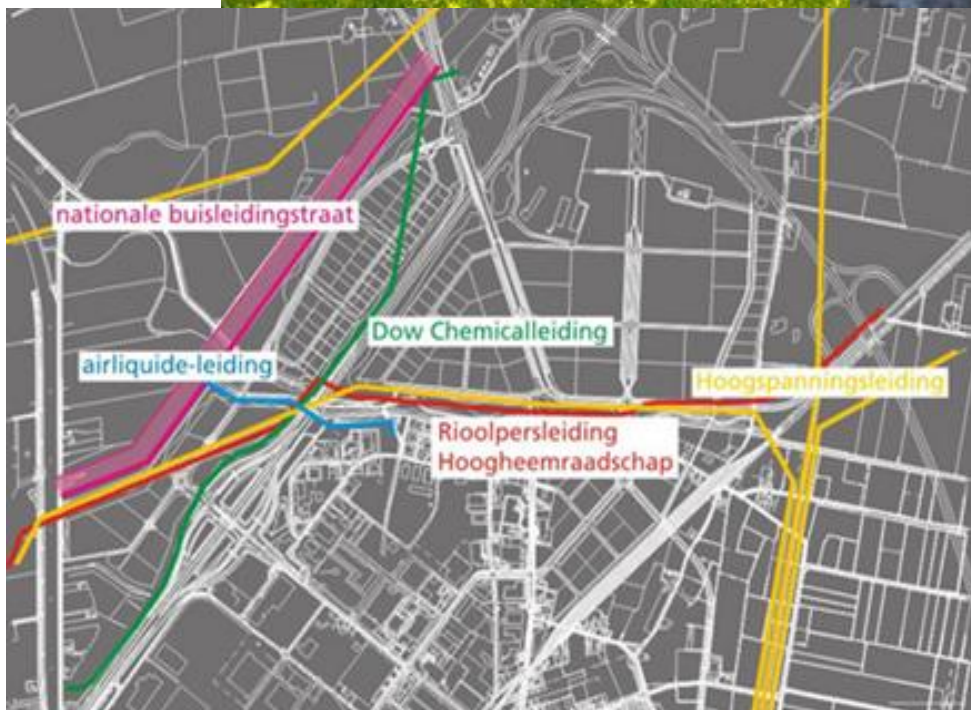 nationale buisleidingstraat
Dow Chemicalleiding
airliquide-leiding
Hoogspanningsleiding
Rioolpersleiding
Hoogheemraadschap